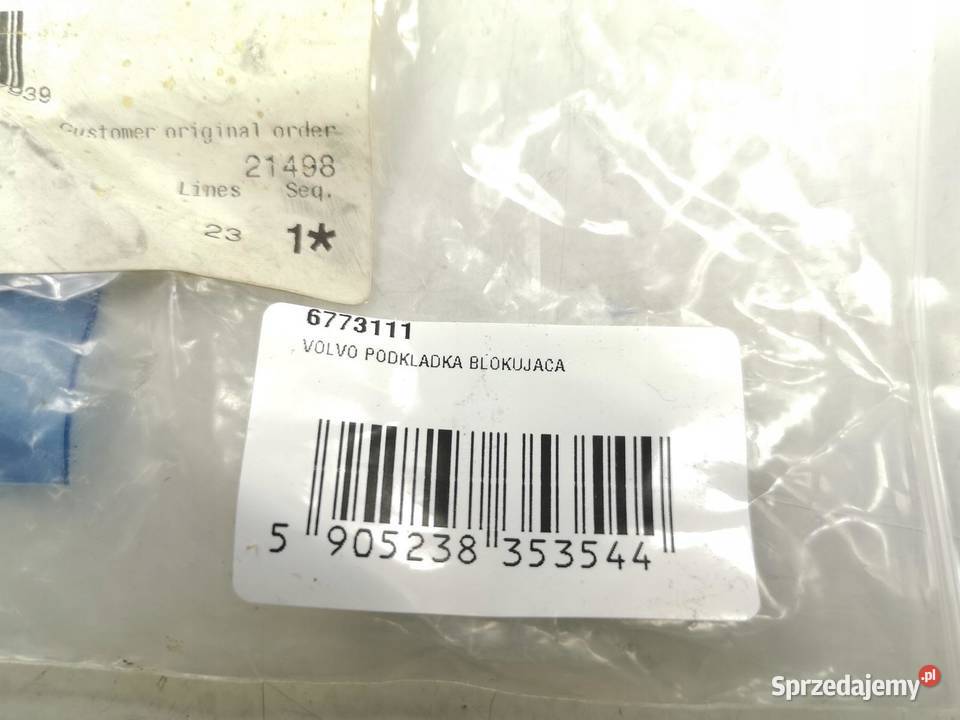 939
Customer original order
21498
Lines Seq.
23 1*
6773111
VOLVO PODKLADKA BLOKUJACA
5 905238 353544
Sprzedajemy.pl